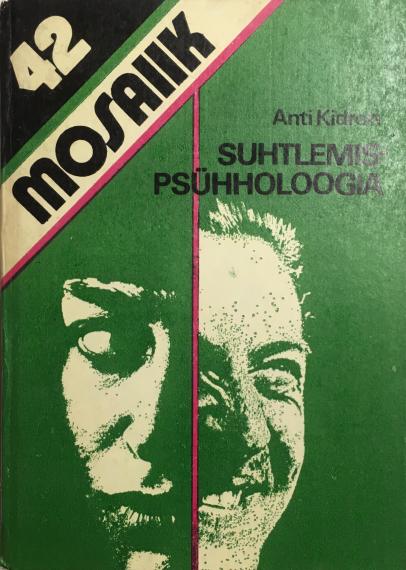 42
MOSAIIK
Anti Kidron
SUHTLEMIS-
PSÜHHOLOOGIA